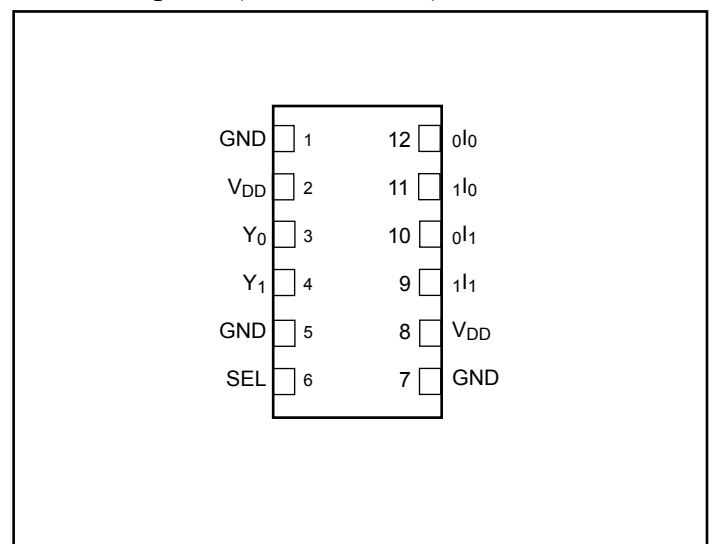 GND 1 12 0I0
VDD 2 11 1I0
Y0 3 10 0I1
Y1 4 9 1I1
GND 5 8 VDD
SEL 6 7 GND